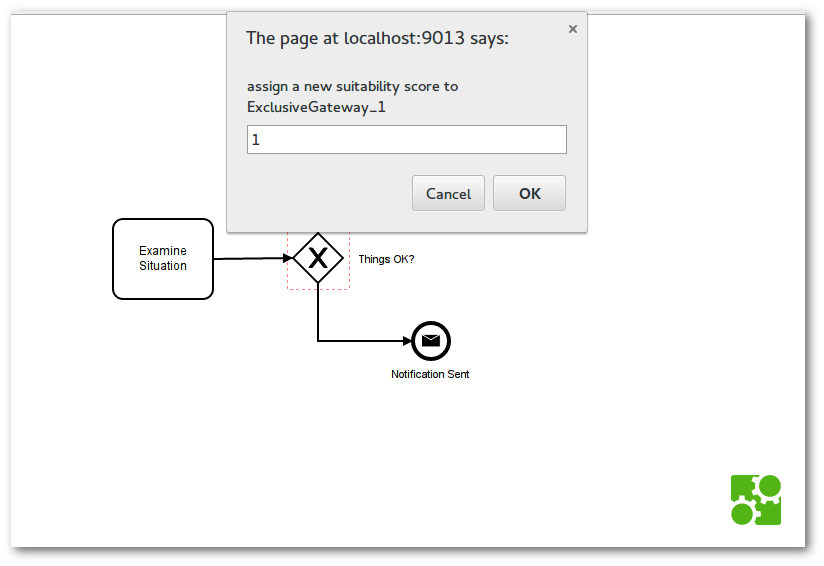 The page at localhost:9013 says:
assign a new suitability score to
ExclusiveGateway_1
1
Cancel
OK
Examine
Situation
Things OK?
Notification Sent